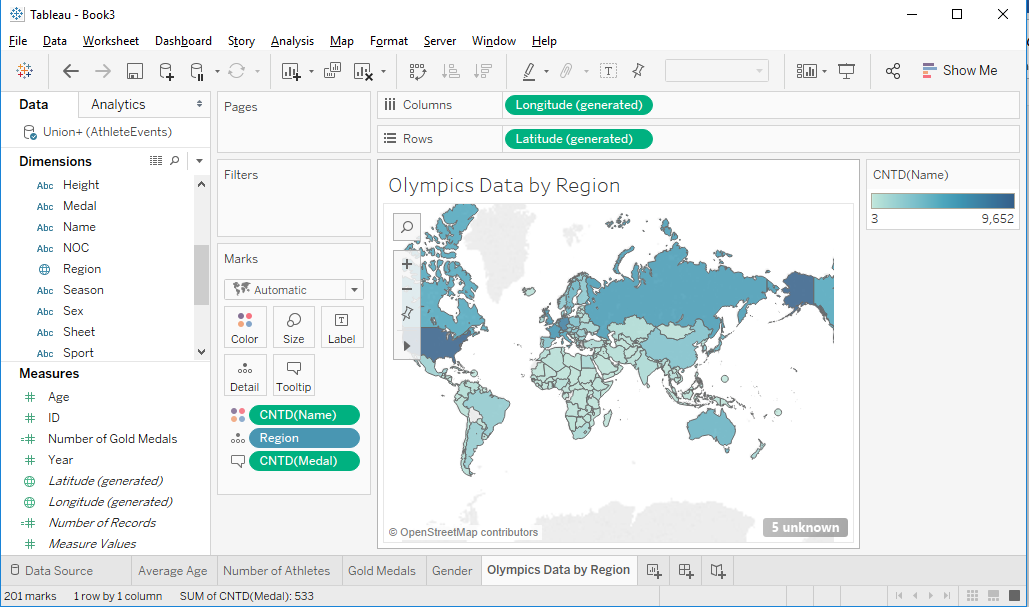 Tableau - Book3
File Data Worksheet Dashboard Story Analysis Map Format Server Window Help
Show Me
Data Analytics
Union+ (AthleteEvents)
Dimensions
Abc Height
Abc Medal
Abc Name
Abc NOC
Region
Abc Season
Abc Sex
Abc Sheet
Abc Sport
Measures
# Age
# ID
=# Number of Gold Medals
# Year
Latitude (generated)
Longitude (generated)
=# Number of Records
# Measure Values
Pages
Filters
Marks
Automatic
Color Size Label
Detail Tooltip
CNTD(Name)
Region
CNTD(Medal)
Columns Longitude (generated)
Rows Latitude (generated)
Olympics Data by Region
© OpenStreetMap contributors
5 unknown
CNTD(Name)
3 9,652
Data Source Average Age Number of Athletes Gold Medals Gender Olympics Data by Region
201 marks 1 row by 1 column SUM of CNTD(Medal): 533